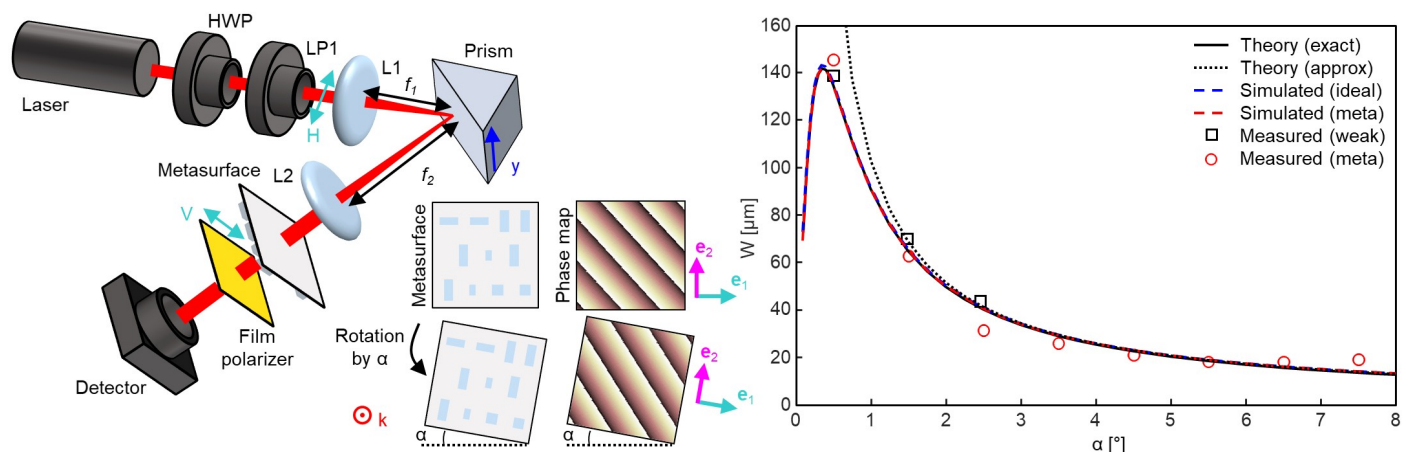 HWP
LP1
L1
Prism
Laser
H
f₁
y
Metasurface
L2
f₂
V
Metasurface
Phase map
e₂
e₁
Film
polarizer
Detector
Rotation
by α
e₂
e₁
k
α
α
160
140
120
100
80
60
40
20
0
W [µm]
Theory (exact)
Theory (approx)
Simulated (ideal)
Simulated (meta)
Measured (weak)
Measured (meta)
0 1 2 3 4 5 6 7 8
α [°]